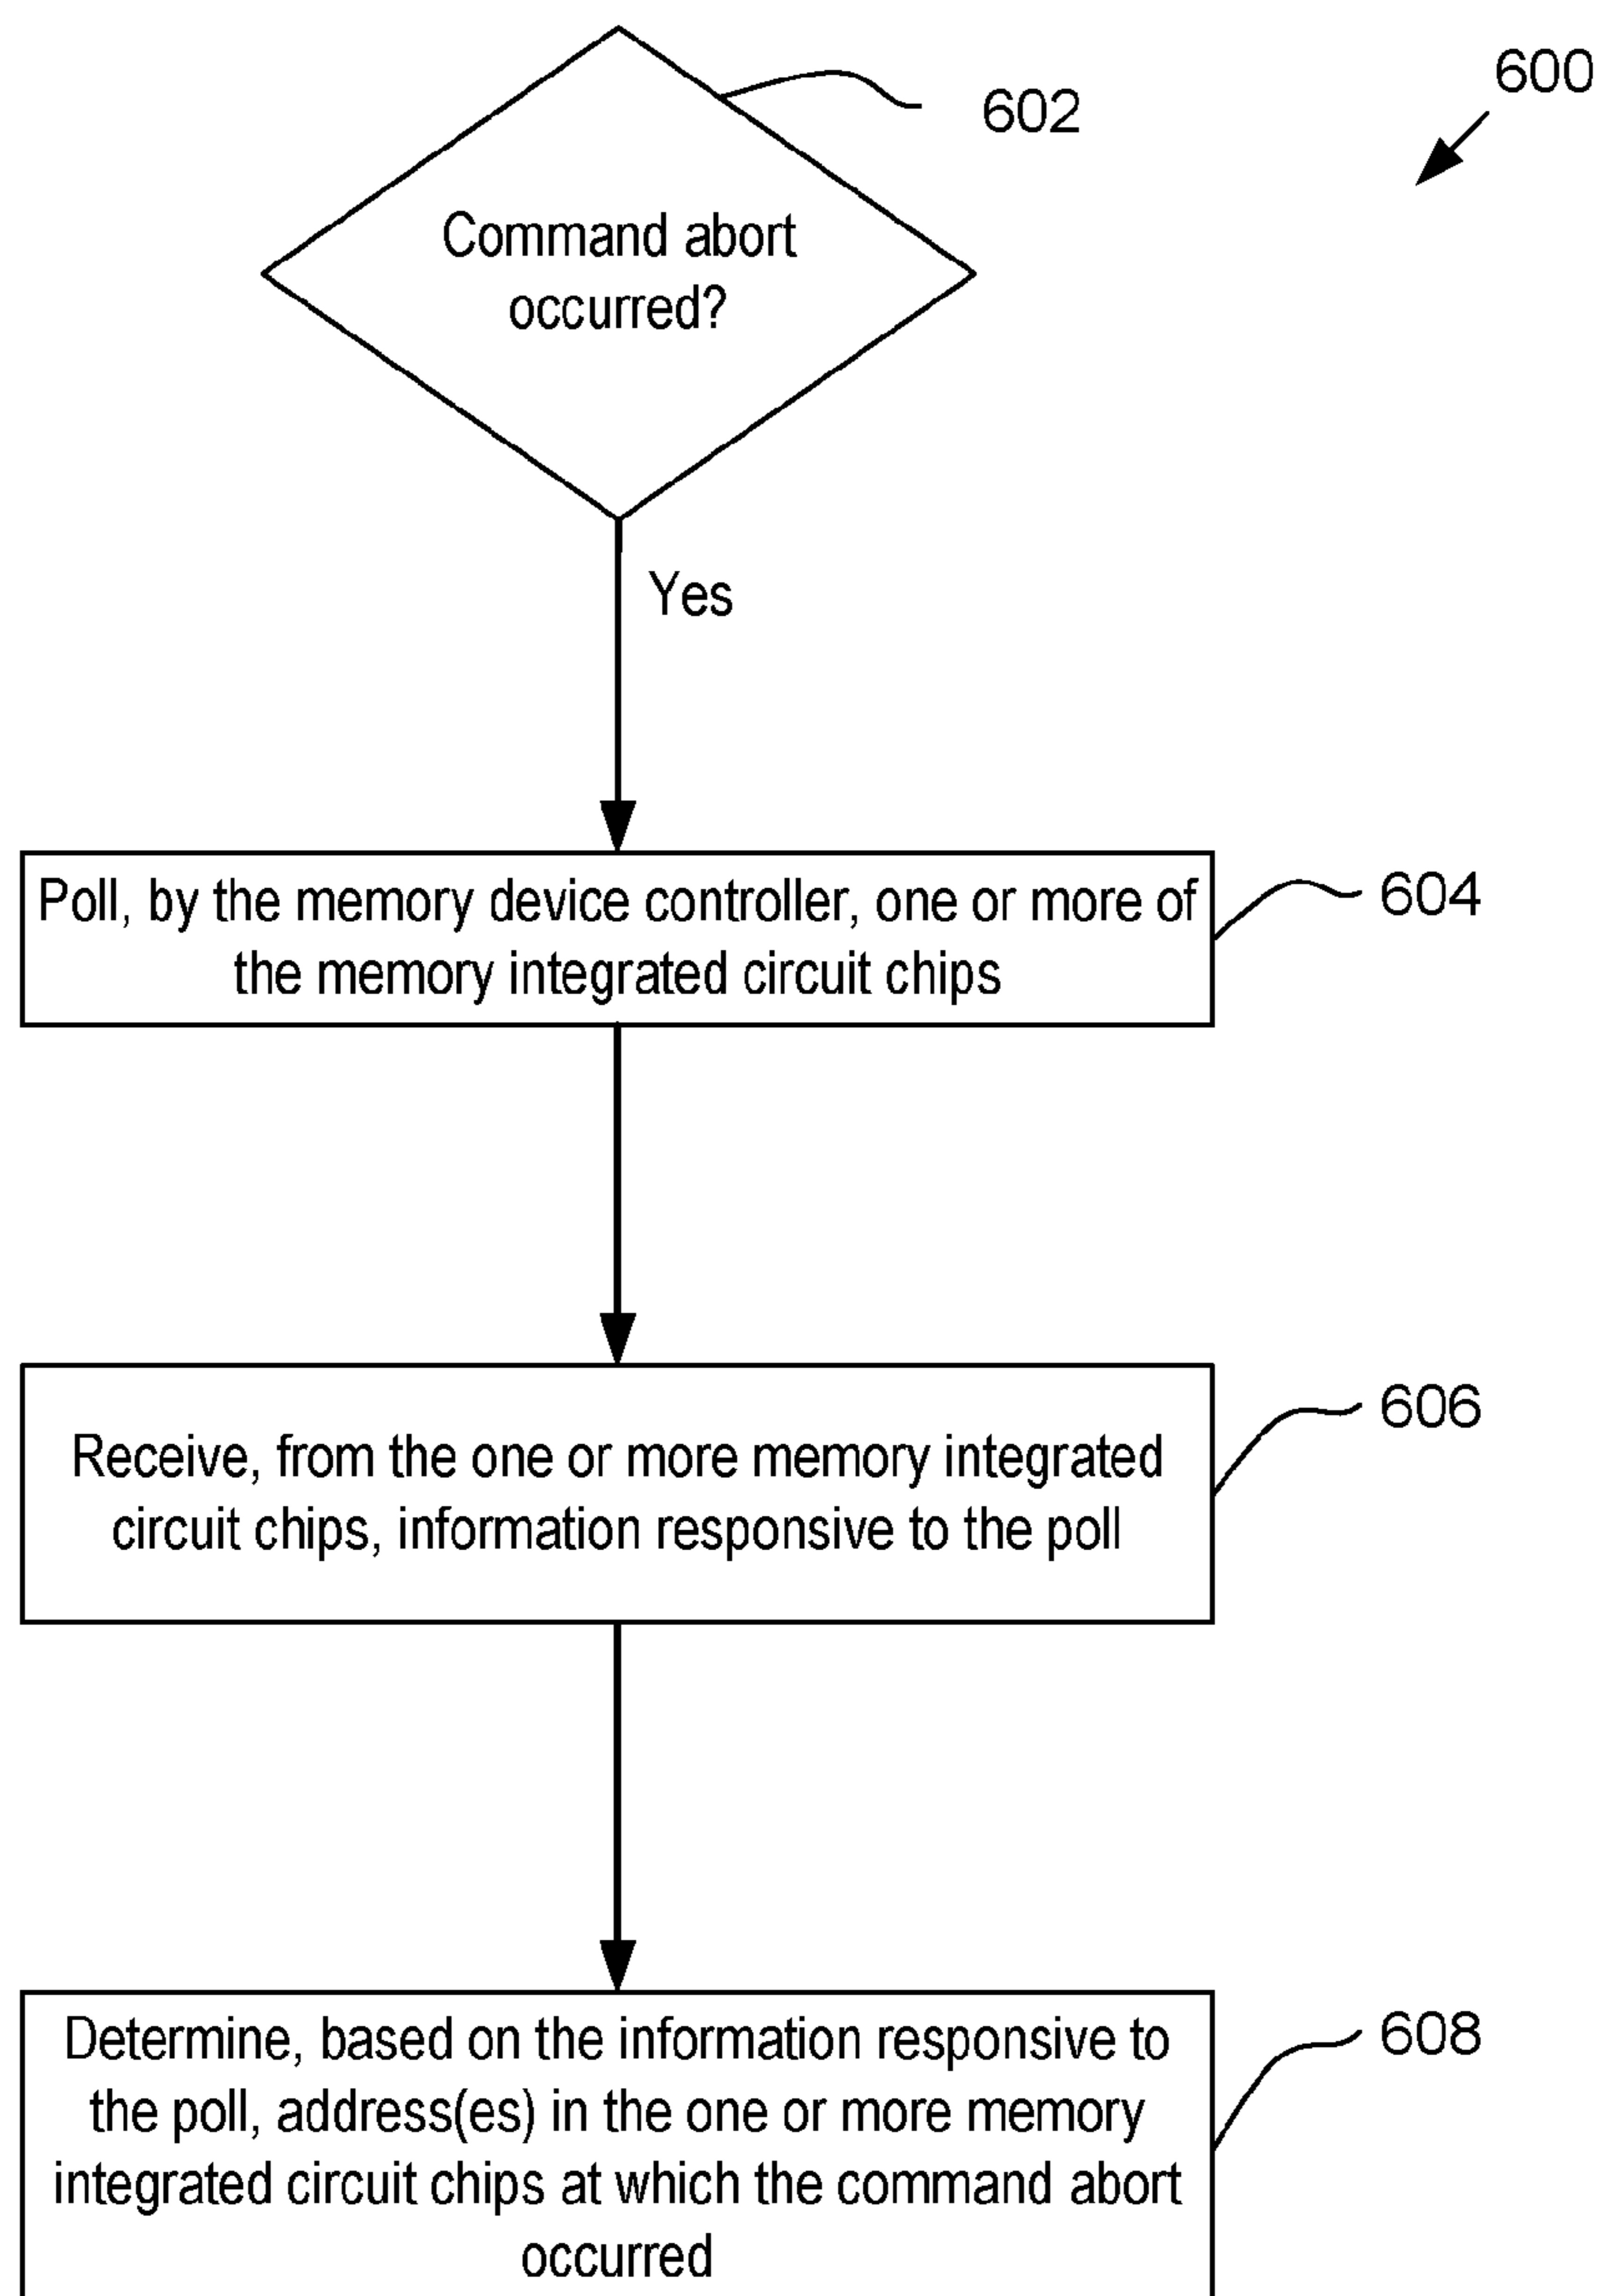 600
602
Command abort
occurred?
Yes
Poll, by the memory device controller, one or more of
the memory integrated circuit chips
604
Receive, from the one or more memory integrated
circuit chips, information responsive to the poll
606
Determine, based on the information responsive to
the poll, address(es) in the one or more memory
integrated circuit chips at which the command abort
occurred
608